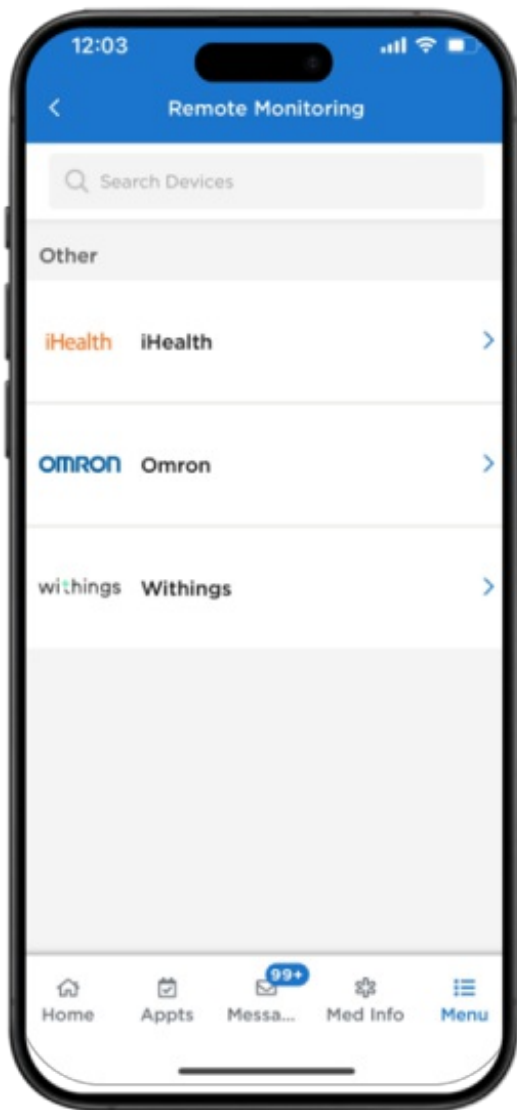 12:03
Remote Monitoring
Search Devices
Other
iHealth iHealth
OMRON Omron
withings Withings
99+
Home Appts Messa... Med Info Menu